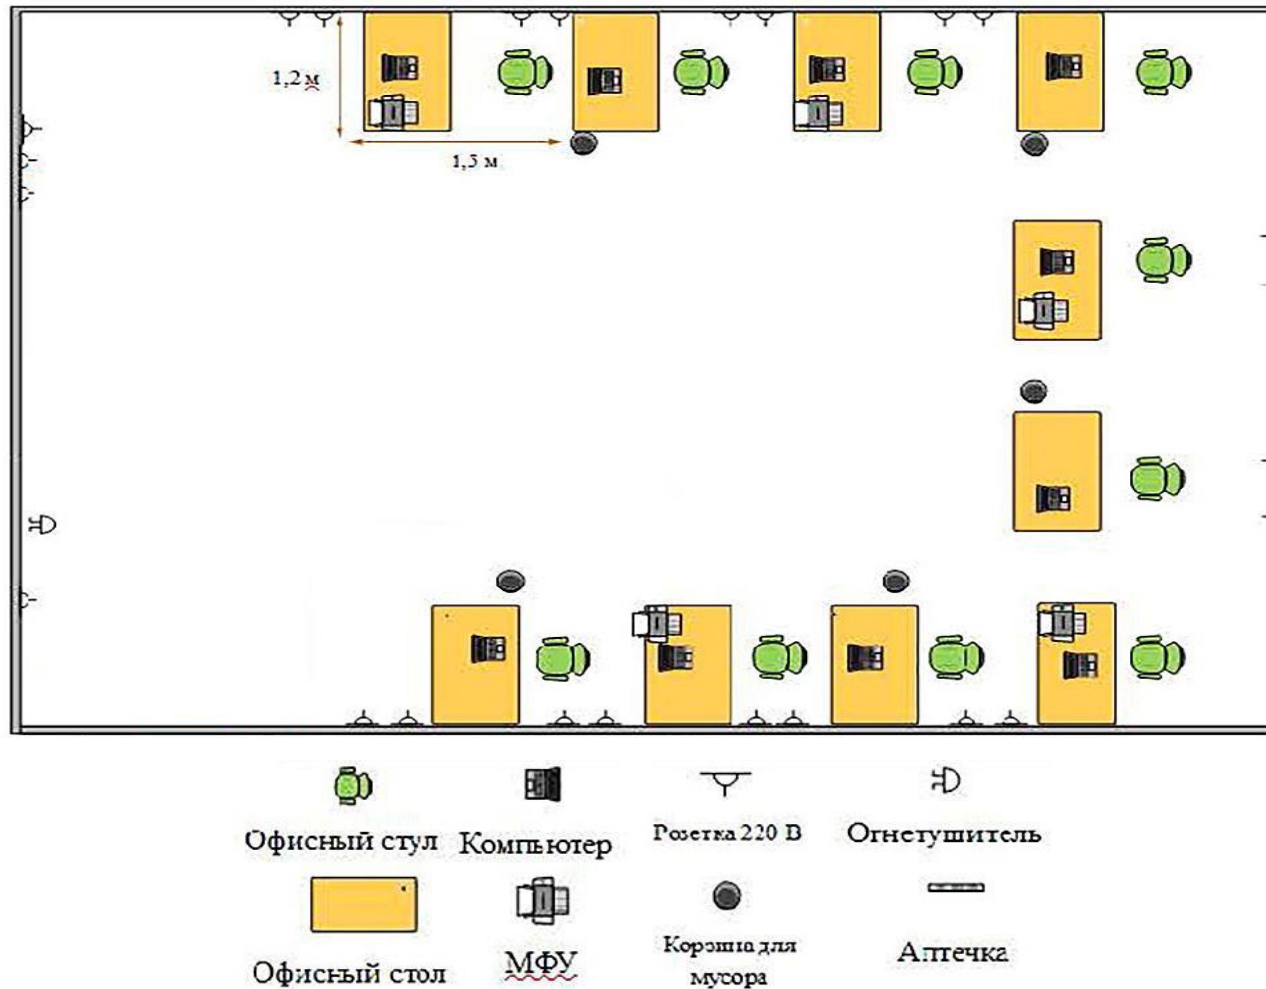 1,2 м
1,5 м
Офисный стул
Компьютер
Розетка 220 В
Огнетушитель
Офисный стол
МФУ
Корзина для
мусора
Аптечка